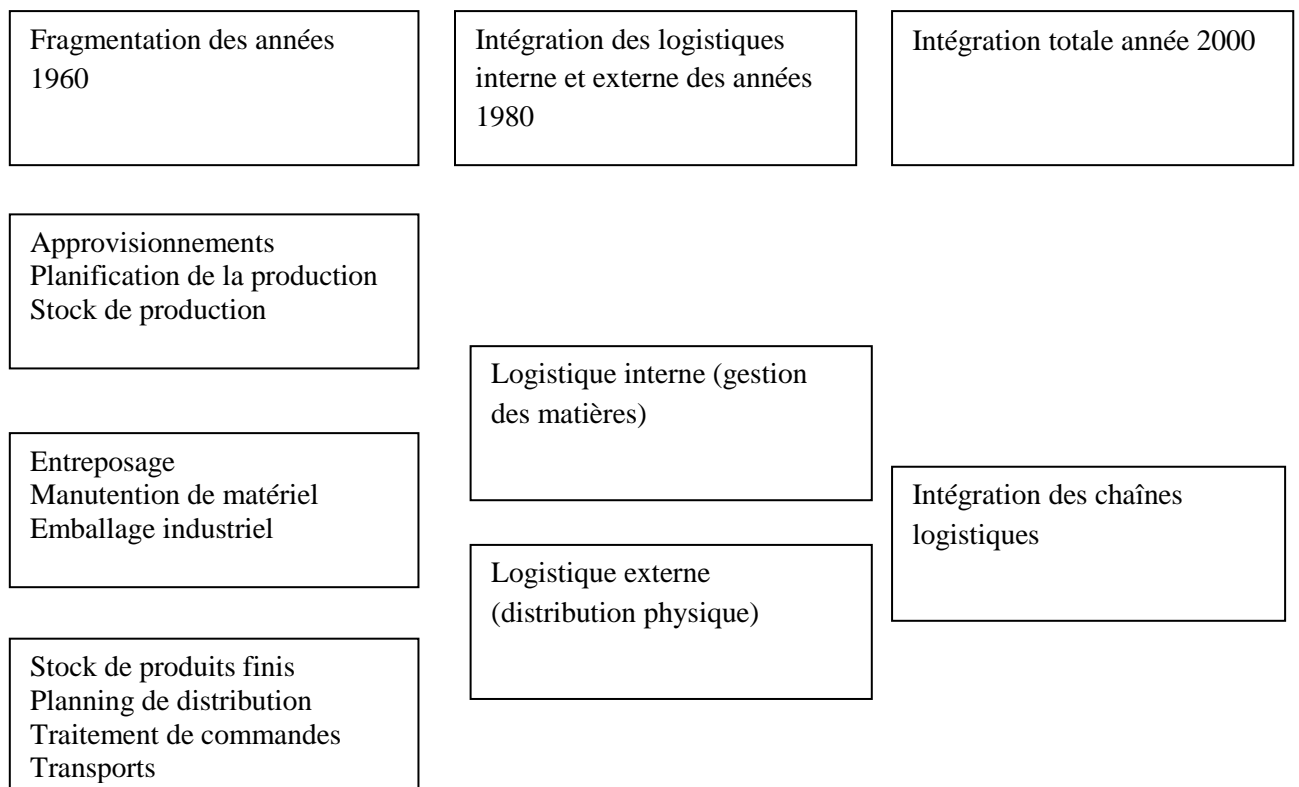 Fragmentation des années
1960
Intégration des logistiques
interne et externe des années
1980
Intégration totale année 2000
Approvisionnements
Planification de la production
Stock de production
Entreposage
Manutention de matériel
Emballage industriel
Stock de produits finis
Planning de distribution
Traitement de commandes
Transports
Logistique interne (gestion
des matières)
Logistique externe
(distribution physique)
Intégration des chaînes
logistiques